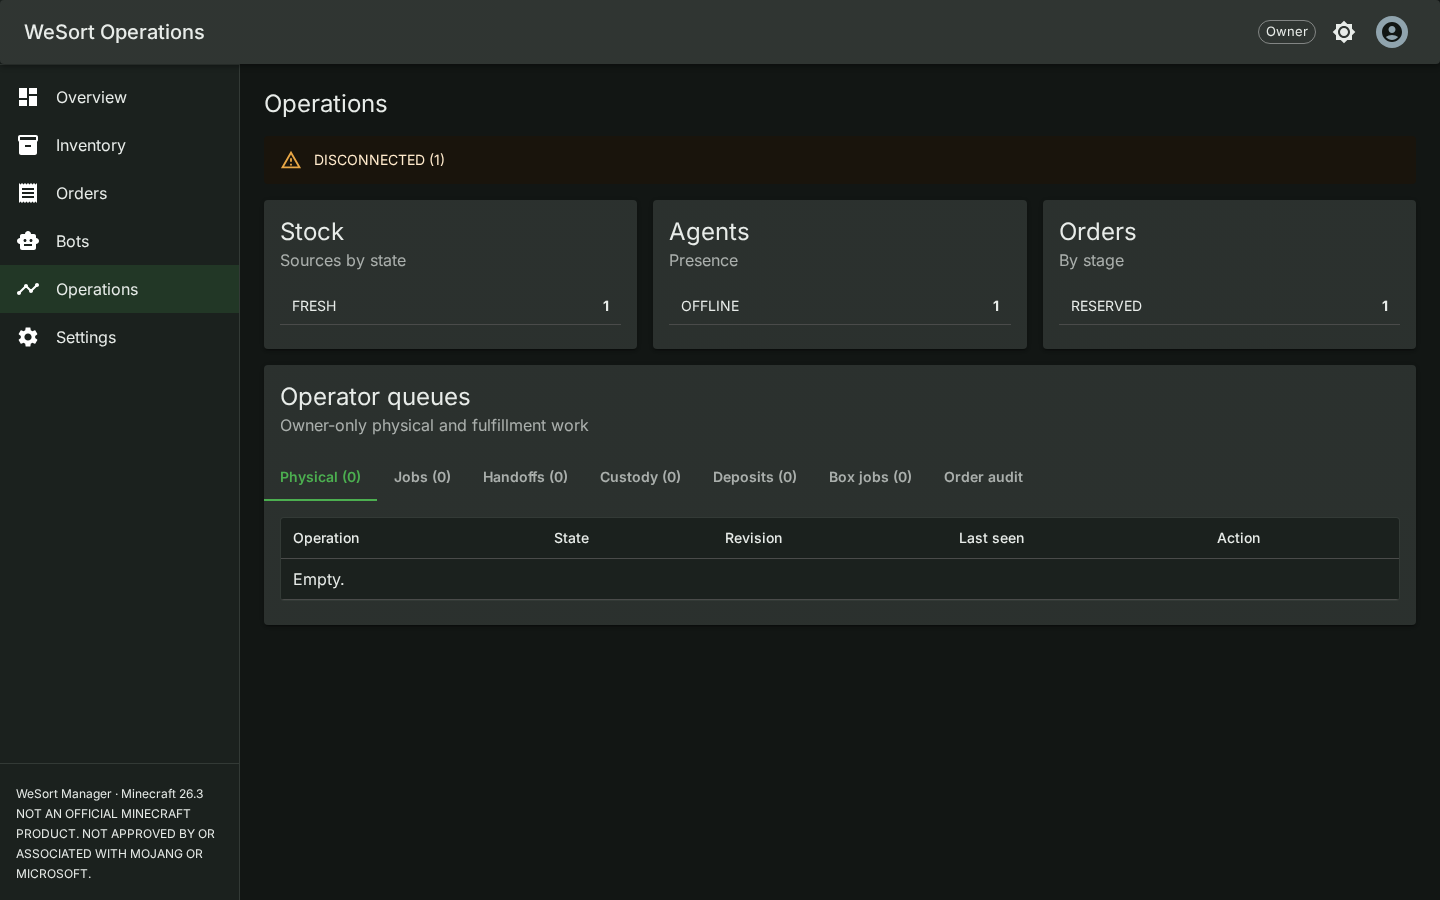 WeSort Operations
Owner
Overview
Inventory
Orders
Bots
Operations
Settings
WeSort Manager · Minecraft 26.3
NOT AN OFFICIAL MINECRAFT
PRODUCT. NOT APPROVED BY OR
ASSOCIATED WITH MOJANG OR
MICROSOFT.
Operations
DISCONNECTED (1)
Stock
Sources by state
FRESH 1
Agents
Presence
OFFLINE 1
Orders
By stage
RESERVED 1
Operator queues
Owner-only physical and fulfillment work
Physical (0) Jobs (0) Handoffs (0) Custody (0) Deposits (0) Box jobs (0) Order audit
Operation State Revision Last seen Action
Empty.